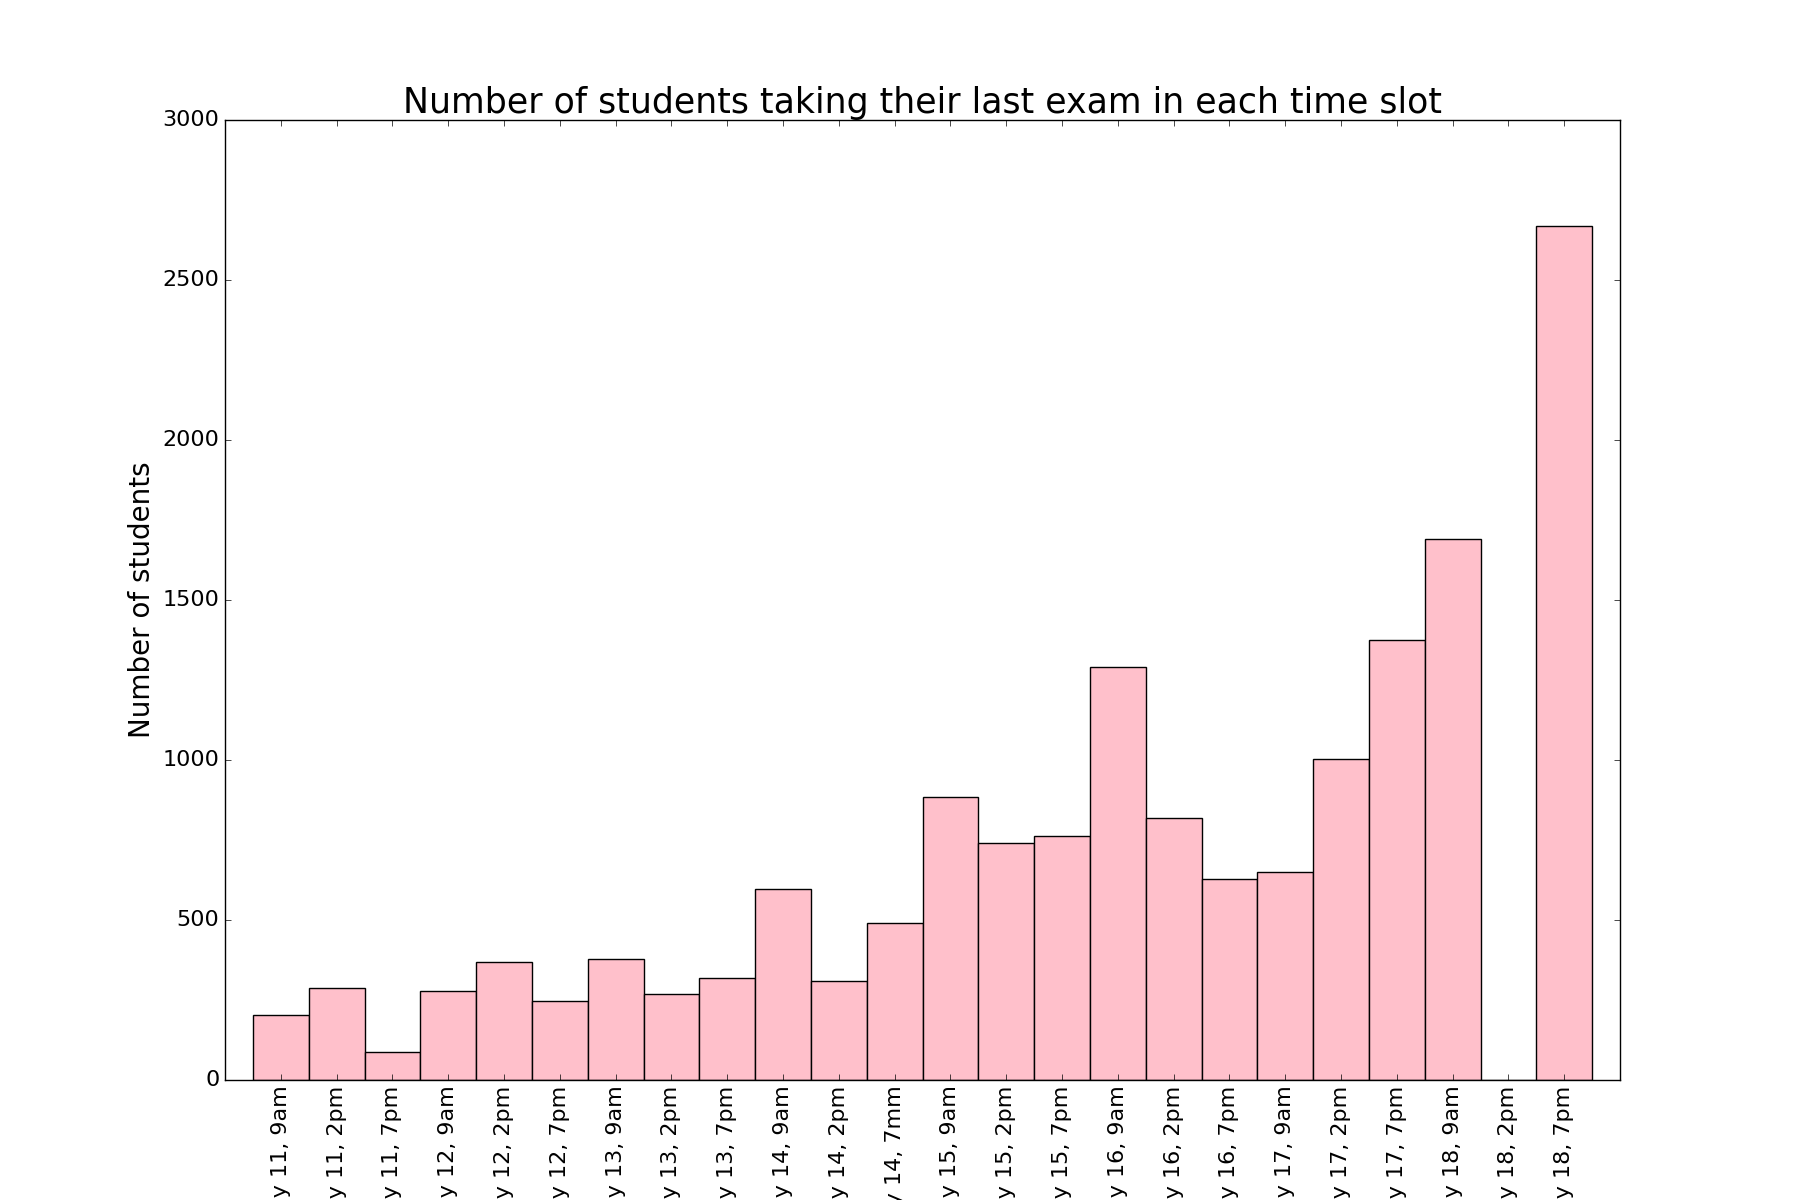 Number of students taking their last exam in each time slot
Number of students
3000
2500
2000
1500
1000
500
0
y 11, 9am
y 11, 2pm
y 11, 7pm
y 12, 9am
y 12, 2pm
y 12, 7pm
y 13, 9am
y 13, 2pm
y 13, 7pm
y 14, 9am
y 14, 2pm
y 14, 7mm
y 15, 9am
y 15, 2pm
y 15, 7pm
y 16, 9am
y 16, 2pm
y 16, 7pm
y 17, 9am
y 17, 2pm
y 17, 7pm
y 18, 9am
y 18, 2pm
y 18, 7pm